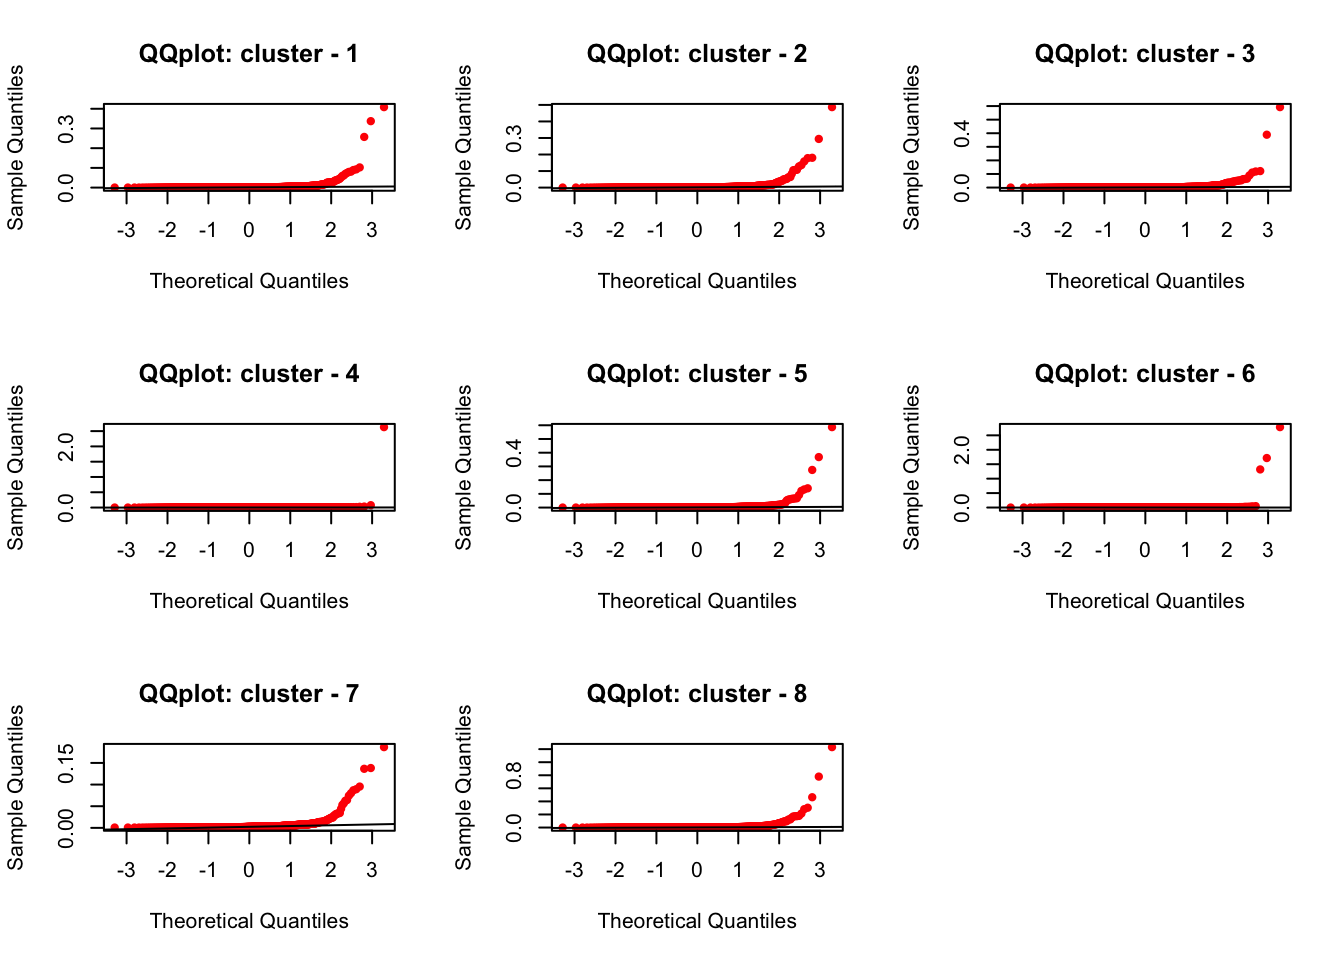 QQplot: cluster - 1
Sample Quantiles
0.3
0.0
-3 -2 -1 0 1 2 3
Theoretical Quantiles
QQplot: cluster - 2
Sample Quantiles
0.3
0.0
-3 -2 -1 0 1 2 3
Theoretical Quantiles
QQplot: cluster - 3
Sample Quantiles
0.4
0.0
-3 -2 -1 0 1 2 3
Theoretical Quantiles
QQplot: cluster - 4
Sample Quantiles
2.0
0.0
-3 -2 -1 0 1 2 3
Theoretical Quantiles
QQplot: cluster - 5
Sample Quantiles
0.4
0.0
-3 -2 -1 0 1 2 3
Theoretical Quantiles
QQplot: cluster - 6
Sample Quantiles
2.0
0.0
-3 -2 -1 0 1 2 3
Theoretical Quantiles
QQplot: cluster - 7
Sample Quantiles
0.15
0.00
-3 -2 -1 0 1 2 3
Theoretical Quantiles
QQplot: cluster - 8
Sample Quantiles
0.8
0.0
-3 -2 -1 0 1 2 3
Theoretical Quantiles